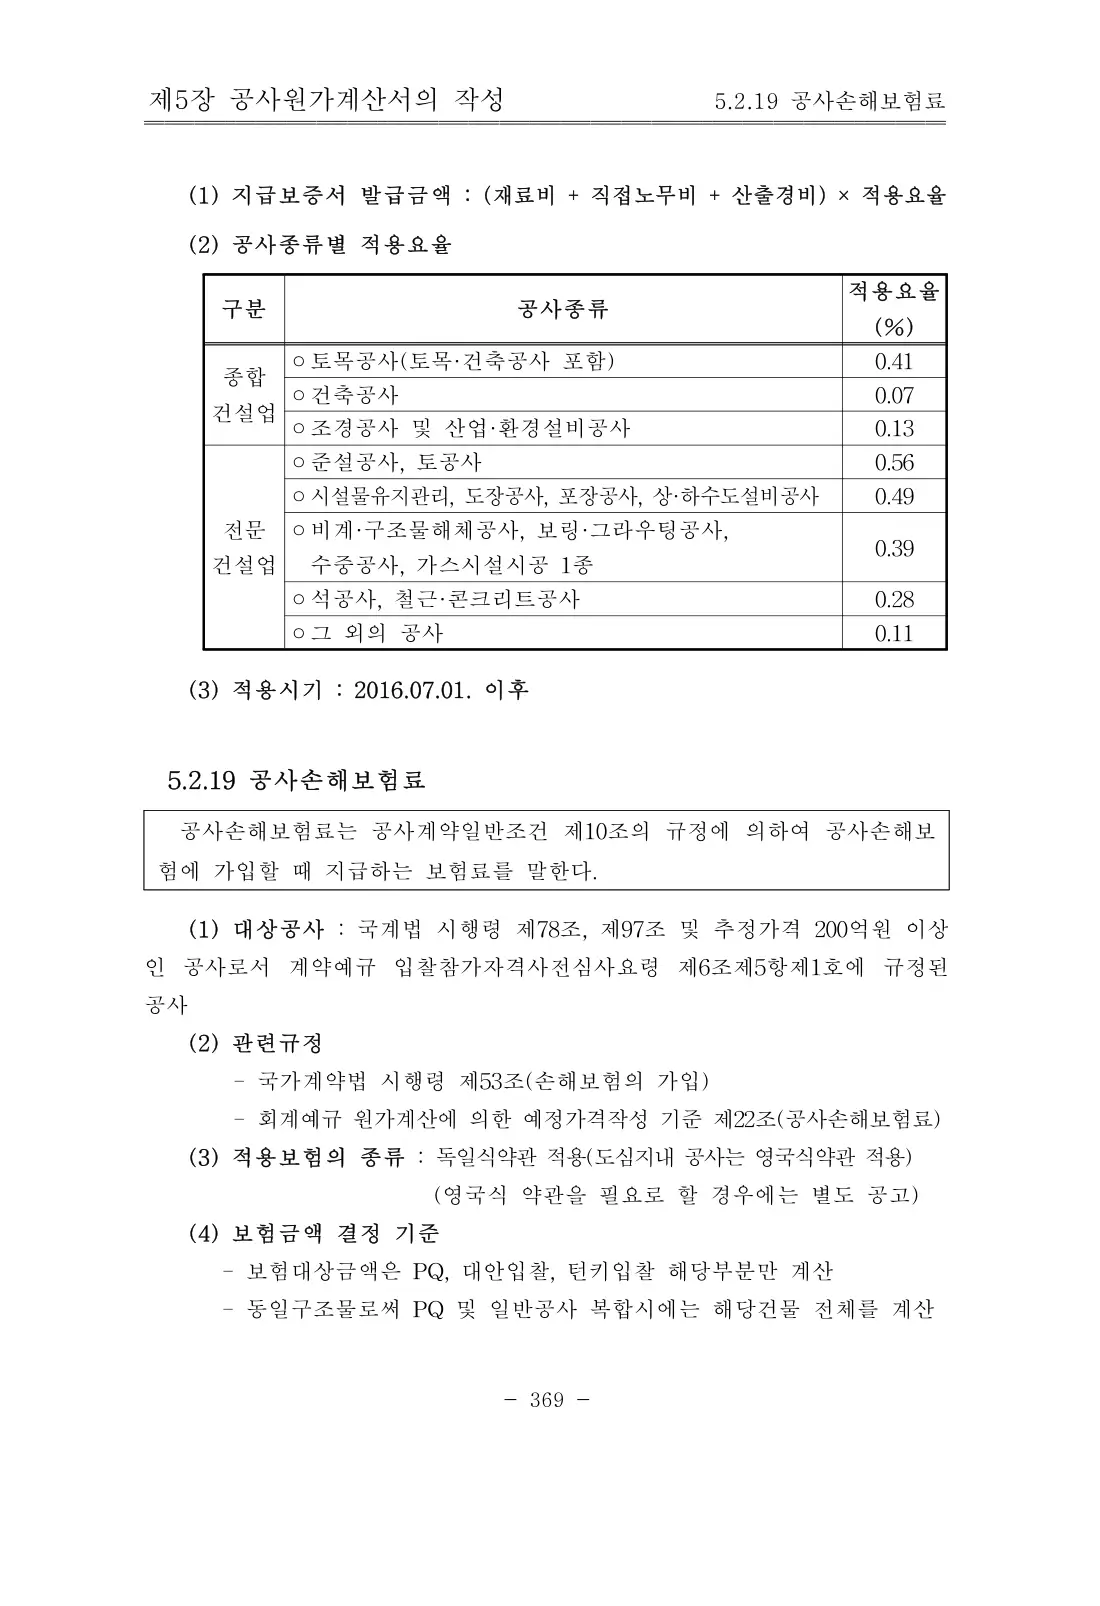 제5장 공사원가계산서의 작성 5.2.19 공사손해보험료
(1) 지급보증서 발급금액 : (재료비 + 직접노무비 + 산출경비) × 적용요율
(2) 공사종류별 적용요율
구분 공사종류 적용요율
(%)
종합
건설업
○ 토목공사(토목·건축공사 포함) 0.41
○ 건축공사 0.07
○ 조경공사 및 산업·환경설비공사 0.13
전문
건설업
○ 준설공사, 토공사 0.56
○ 시설물유지관리, 도장공사, 포장공사, 상·하수도설비공사 0.49
○ 비계·구조물해체공사, 보링·그라우팅공사,
수중공사, 가스시설시공 1종 0.39
○ 석공사, 철근·콘크리트공사 0.28
○ 그 외의 공사 0.11
(3) 적용시기 : 2016.07.01. 이후
5.2.19 공사손해보험료
공사손해보험료는 공사계약일반조건 제10조의 규정에 의하여 공사손해보
험에 가입할 때 지급하는 보험료를 말한다.
(1) 대상공사 : 국계법 시행령 제78조, 제97조 및 추정가격 200억원 이상
인 공사로서 계약예규 입찰참가자격사전심사요령 제6조제5항제1호에 규정된
공사
(2) 관련규정
- 국가계약법 시행령 제53조(손해보험의 가입)
- 회계예규 원가계산에 의한 예정가격작성 기준 제22조(공사손해보험료)
(3) 적용보험의 종류 : 독일식약관 적용(도심지내 공사는 영국식약관 적용)
(영국식 약관을 필요로 할 경우에는 별도 공고)
(4) 보험금액 결정 기준
- 보험대상금액은 PQ, 대안입찰, 턴키입찰 해당부분만 계산
- 동일구조물로써 PQ 및 일반공사 복합시에는 해당건물 전체를 계산
- 369 -